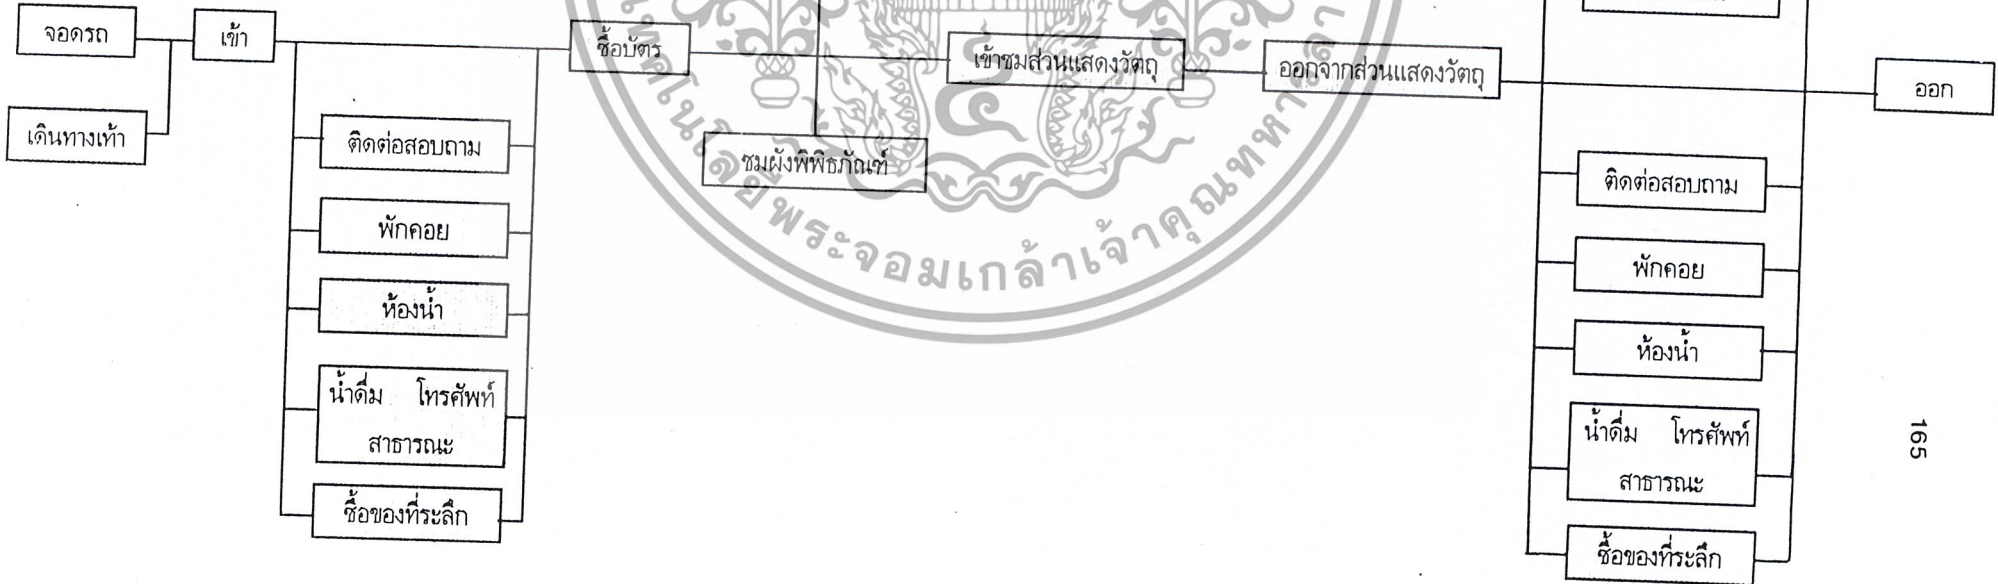 จอดรถ
เข้า
เดินทางเท้า
ติดต่อสอบถาม
พักคอย
ห้องน้ำ
น้ำดื่ม โทรศัพท์
สาธารณะ
ซื้อของที่ระลึก
ซื้อบัตร
ชมผังพิพิธภัณฑ์
เข้าชมส่วนแสดงวัตถุ
ออกจากส่วนแสดงวัตถุ
ติดต่อสอบถาม
พักคอย
ห้องน้ำ
น้ำดื่ม โทรศัพท์
สาธารณะ
ซื้อของที่ระลึก
ออก
165
พระจอมเกล้าเจ้าคุณทหารลา